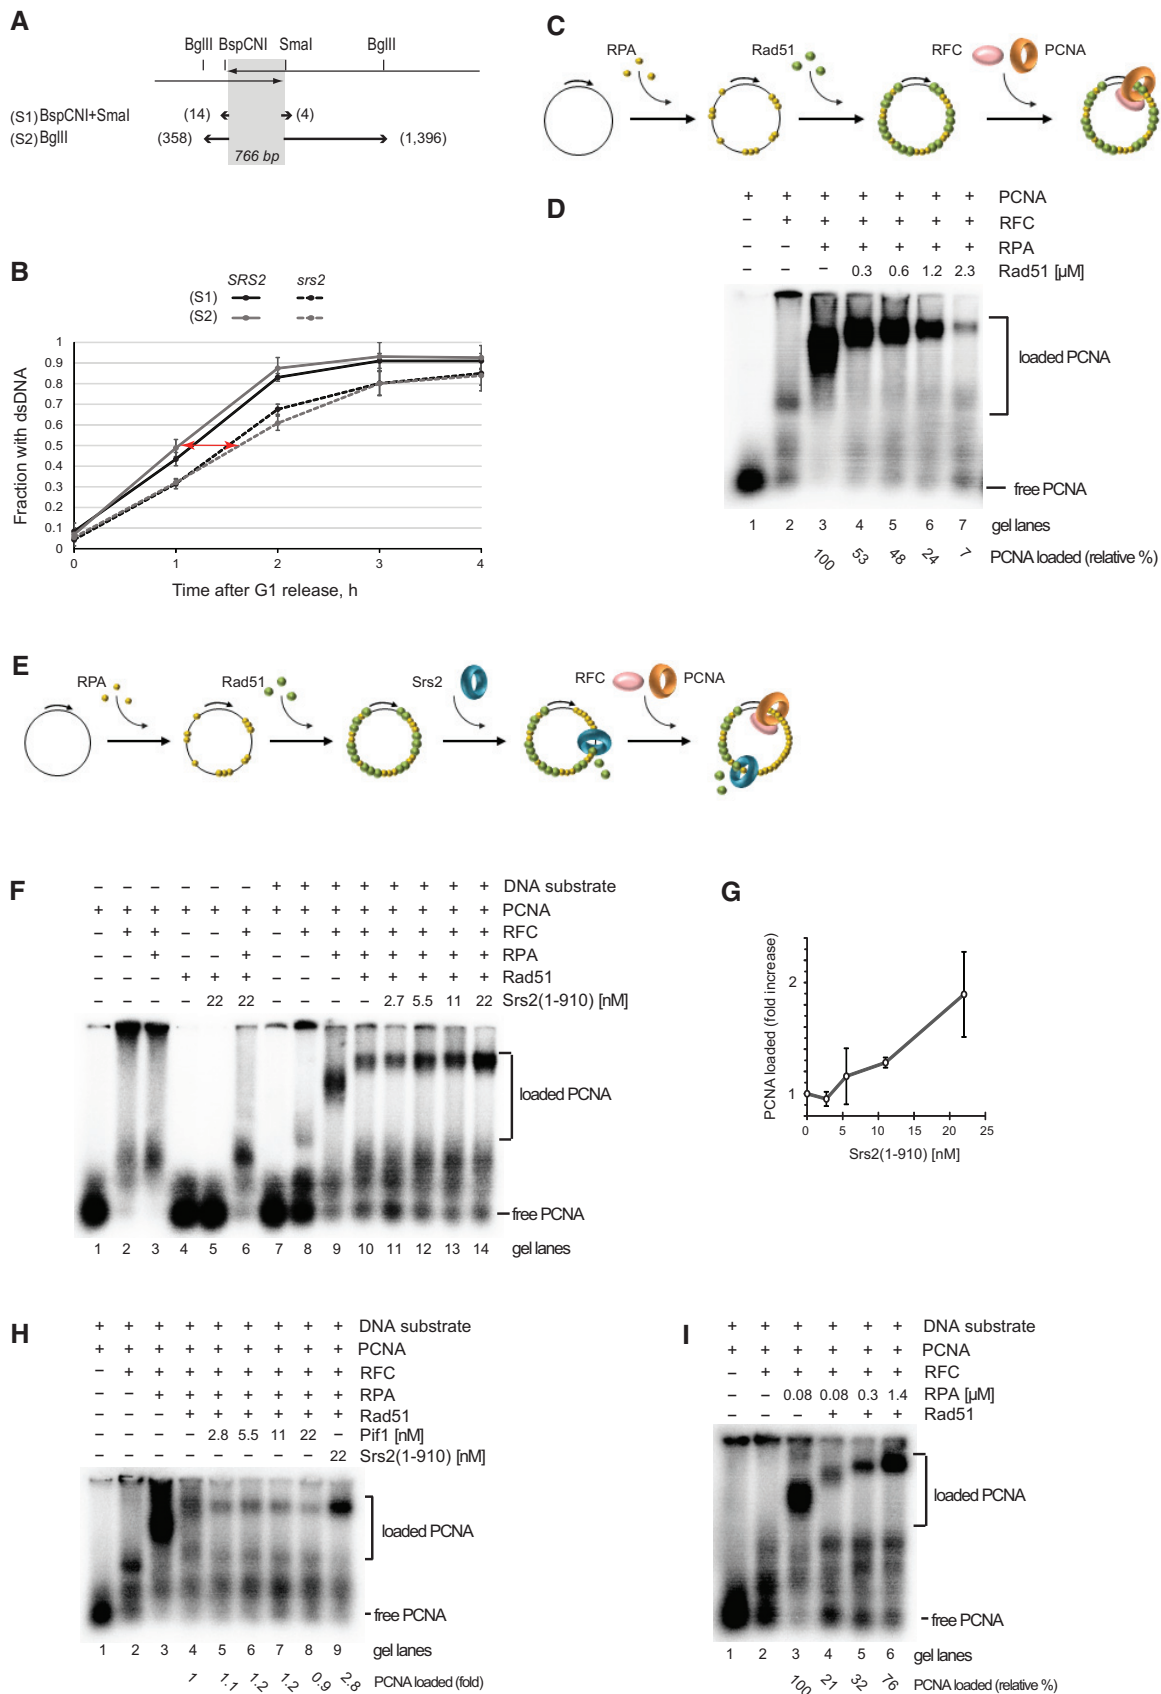 A
BglII BspCNI SmaI BglII
(S1) BspCNI+SmaI (14) (4)
(S2) BglII (358) (1,396)
766 bp
B
SRS2 srs2
(S1)
(S2)
Fraction with dsDNA
1
0.9
0.8
0.7
0.6
0.5
0.4
0.3
0.2
0.1
0
0 1 2 3 4
Time after G1 release, h
C
RPA Rad51 RFC PCNA
D
+ + + + + + + PCNA
– + + + + + + RFC
– – + + + + + RPA
– – – 0.3 0.6 1.2 2.3 Rad51 [µM]
loaded PCNA
free PCNA
1 2 3 4 5 6 7 gel lanes
100 53 48 24 7 PCNA loaded (relative %)
E
RPA Rad51 Srs2 RFC PCNA
F
– – – – – – + + + + + + + + DNA substrate
+ + + + + + + + + + + + + + PCNA
– + + – – + – + + + + + + + RFC
– – + – – + – – + + + + + + RPA
– – – + + + – – – + + + + + Rad51
– – – – 22 22 – – – – 2.7 5.5 11 22 Srs2(1-910) [nM]
loaded PCNA
free PCNA
1 2 3 4 5 6 7 8 9 10 11 12 13 14 gel lanes
G
PCNA loaded (fold increase)
2
1
0 5 10 15 20 25
Srs2(1-910) [nM]
H
+ + + + + + + + + DNA substrate
+ + + + + + + + + PCNA
– + + + + + + + + RFC
– – + + + + + + + RPA
– – – + + + + + + Rad51
– – – – 2.8 5.5 11 22 – Pif1 [nM]
– – – – – – – – 22 Srs2(1-910) [nM]
loaded PCNA
free PCNA
1 2 3 4 5 6 7 8 9 gel lanes
1 1.1 1.2 1.2 0.9 2.8 PCNA loaded (fold)
I
+ + + + + + DNA substrate
+ + + + + + PCNA
– + + + + + RFC
– – 0.08 0.08 0.3 1.4 RPA [µM]
– – – + + + Rad51
loaded PCNA
free PCNA
1 2 3 4 5 6 gel lanes
100 21 32 76 PCNA loaded (relative %)